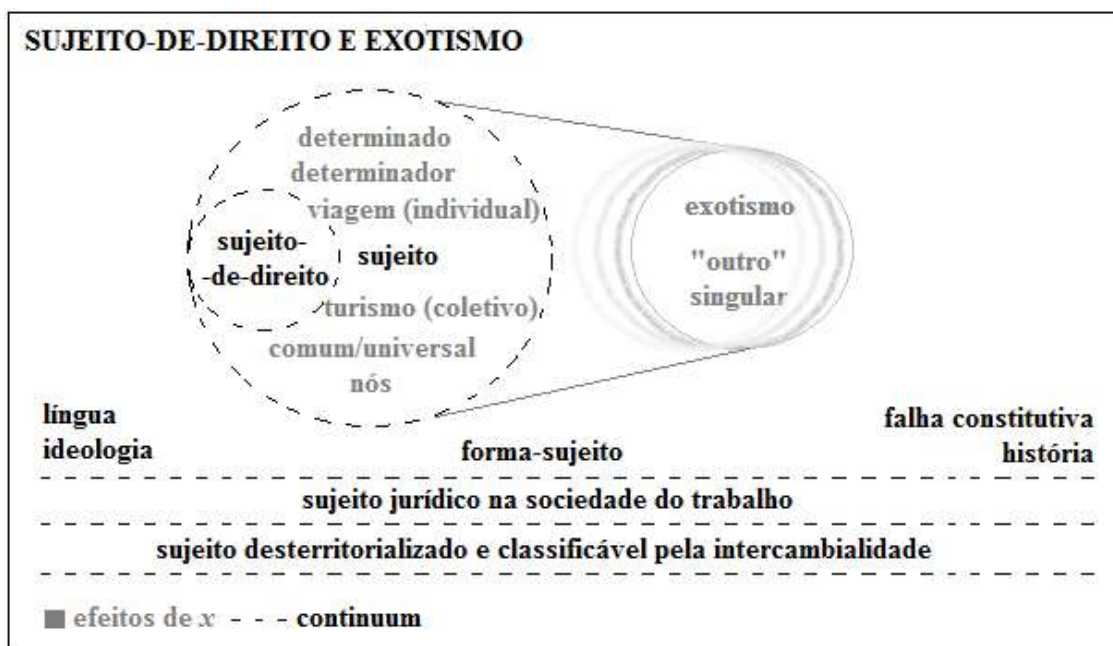 SUJEITO-DE-DIREITO E EXOTISMO
determinado
determinador
viagem (individual)
sujeito-
-de-direito
sujeito
turismo (coletivo)
comum/universal
nós
exotismo
"outro"
singular
língua
ideologia
forma-sujeito
falha constitutiva
história
sujeito jurídico na sociedade do trabalho
sujeito desterritorializado e classificável pela intercambialidade
efeitos de x - - - continuum